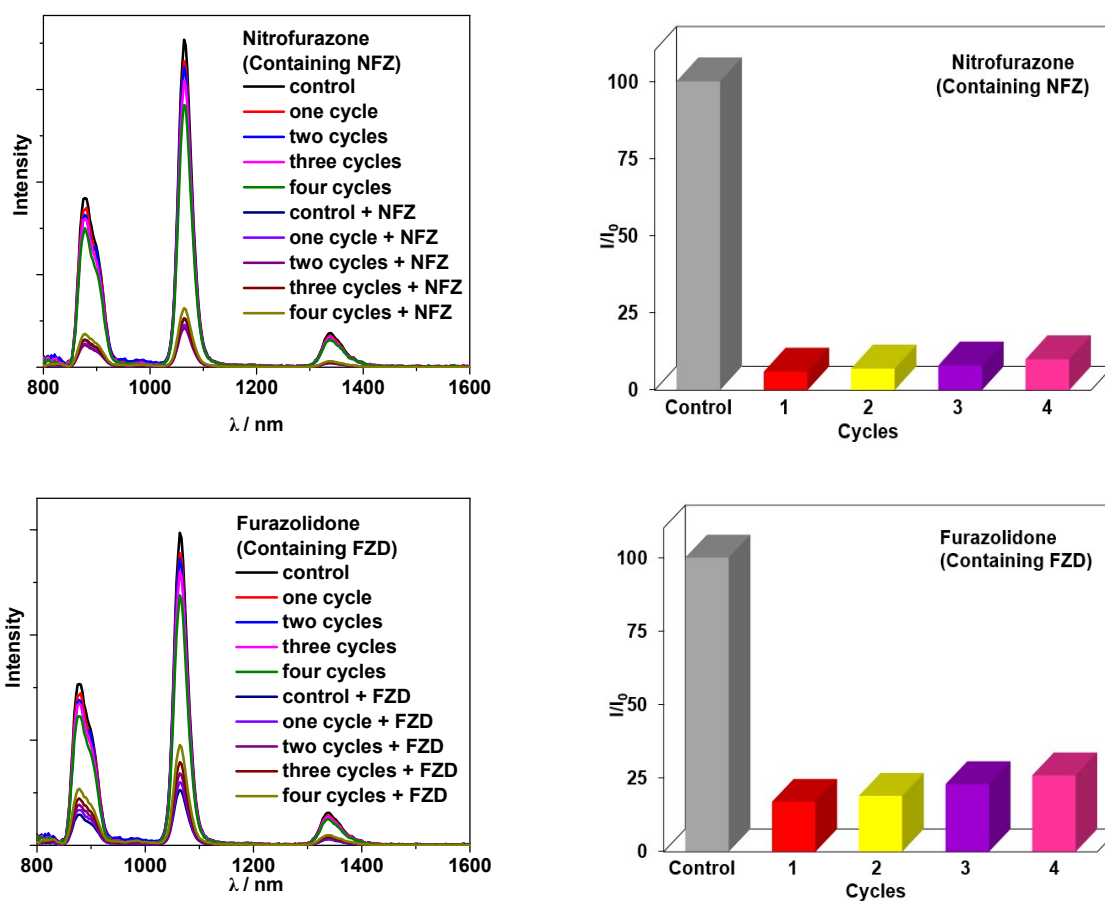 Nitrofurazone
(Containing NFZ)
control
one cycle
two cycles
three cycles
four cycles
control + NFZ
one cycle + NFZ
two cycles + NFZ
three cycles + NFZ
four cycles + NFZ
Intensity
800 1000 1200 1400 1600
λ / nm
Nitrofurazone
(Containing NFZ)
100
75
50
25
0
I/I₀
Control 1 2 3 4
Cycles
Furazolidone
(Containing FZD)
control
one cycle
two cycles
three cycles
four cycles
control + FZD
one cycle + FZD
two cycles + FZD
three cycles + FZD
four cycles + FZD
Intensity
800 1000 1200 1400 1600
λ / nm
Furazolidone
(Containing FZD)
100
75
50
25
0
I/I₀
Control 1 2 3 4
Cycles